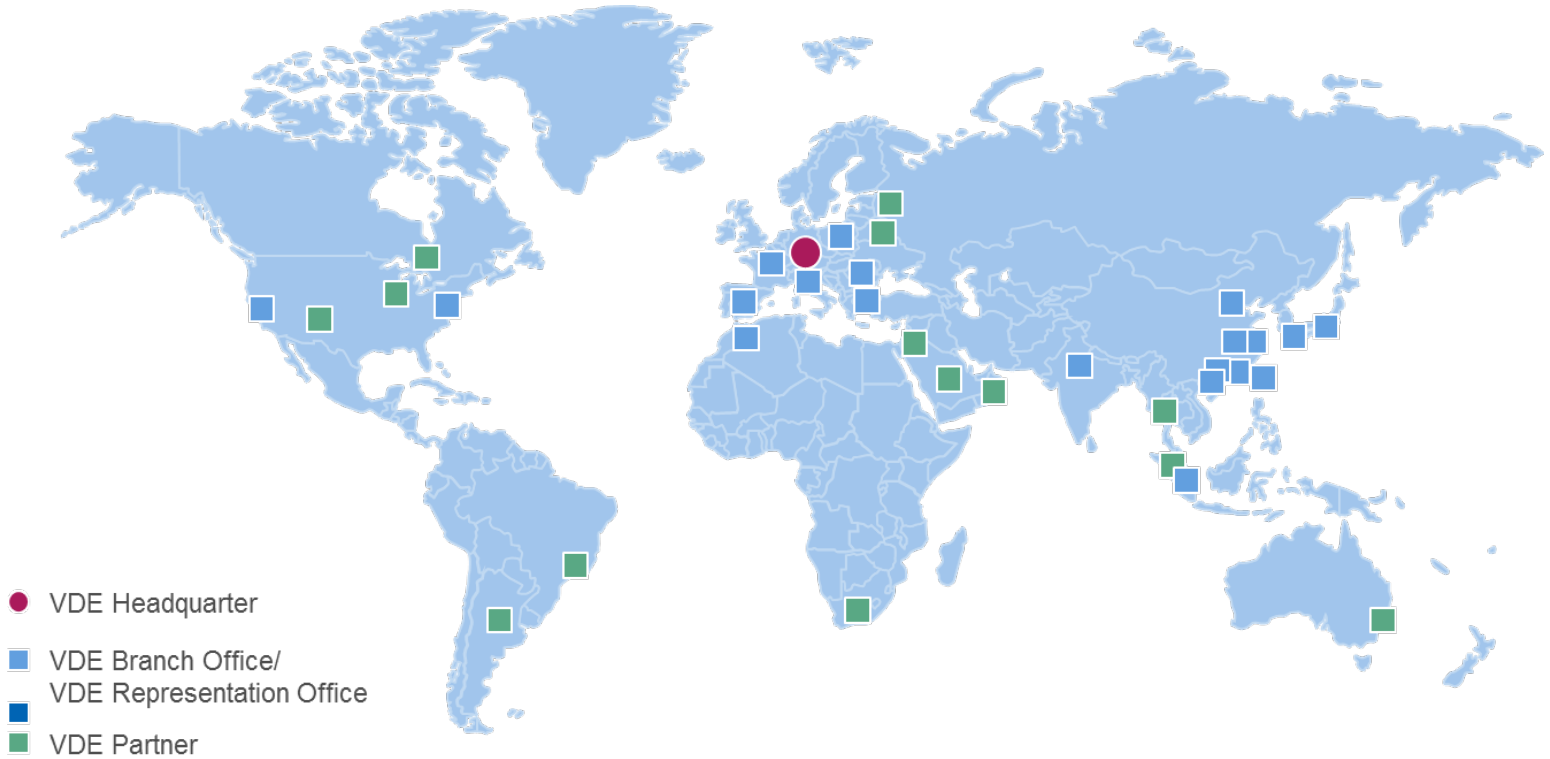 VDE Headquarter
VDE Branch Office/
VDE Representation Office
VDE Partner